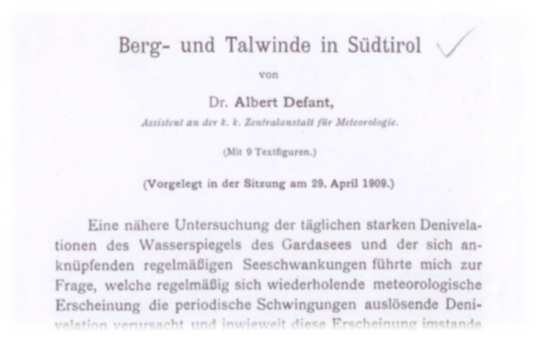 Berg- und Talwinde in Südtirol
von
Dr. Albert Defant,
Assistent an der k. k. Zentralanstalt für Meteorologie.
(Mit 9 Textfiguren.)
(Vorgelegt in der Sitzung am 29. April 1909.)
Eine nähere Untersuchung der täglichen starken Denivela-
tionen des Wasserspiegels des Gardasees und der sich an-
knüpfenden regelmäßigen Seeschwankungen führte mich zur
Frage, welche regelmäßig sich wiederholende meteorologische
Erscheinung die periodische Schwingungen auslösende Deni-
velation verursacht und inwieweit diese Erscheinung imstande